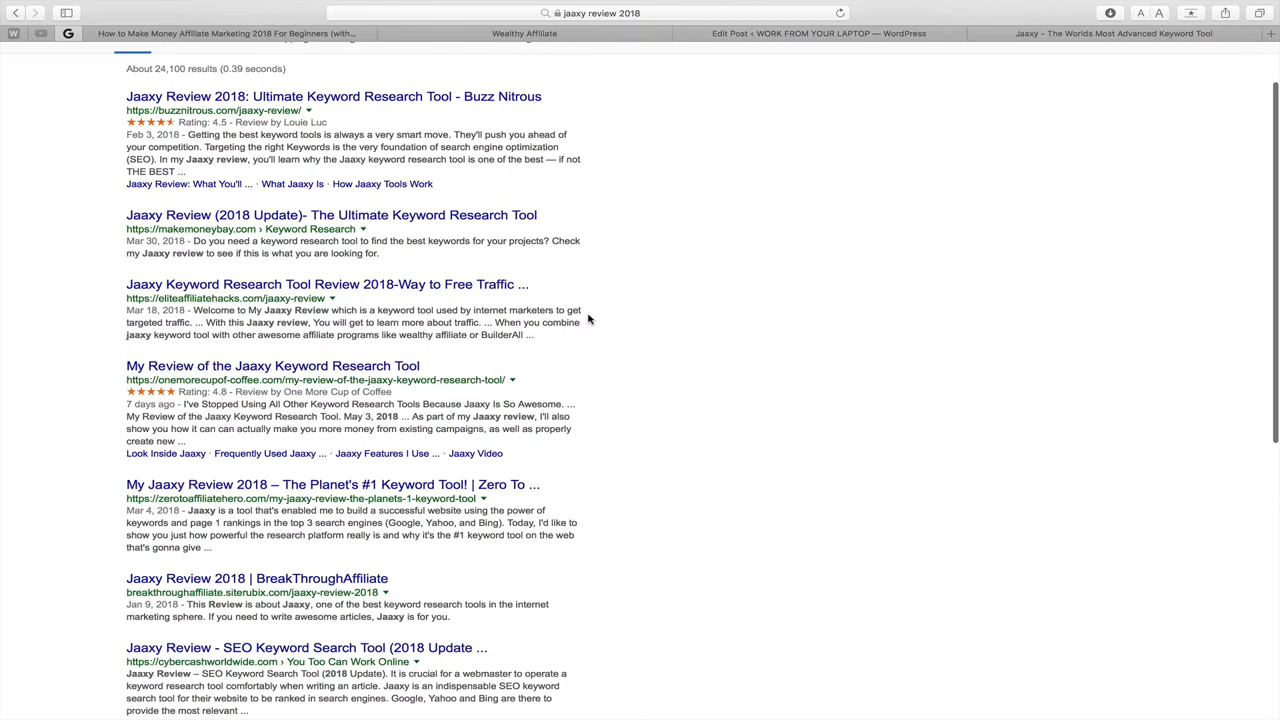 jaaxy review 2018
A A
W G How to Make Money Affiliate Marketing 2018 For Beginners (with... Wealthy Affiliate Edit Post ‹ WORK FROM YOUR LAPTOP — WordPress Jaaxy - The Worlds Most Advanced Keyword Tool +
About 24,100 results (0.39 seconds)
Jaaxy Review 2018: Ultimate Keyword Research Tool - Buzz Nitrous
https://buzznitrous.com/jaaxy-review/
Rating: 4.5 - Review by Louie Luc
Feb 3, 2018 - Getting the best keyword tools is always a very smart move. They'll push you ahead of
your competition. Targeting the right Keywords is the very foundation of search engine optimization
(SEO). In my Jaaxy review, you'll learn why the Jaaxy keyword research tool is one of the best — if not
THE BEST ...
Jaaxy Review: What You'll ... · What Jaaxy Is · How Jaaxy Tools Work
Jaaxy Review (2018 Update)- The Ultimate Keyword Research Tool
https://makemoneybay.com › Keyword Research
Mar 30, 2018 - Do you need a keyword research tool to find the best keywords for your projects? Check
my Jaaxy review to see if this is what you are looking for.
Jaaxy Keyword Research Tool Review 2018-Way to Free Traffic ...
https://eliteaffiliatehacks.com/jaaxy-review
Mar 18, 2018 - Welcome to My Jaaxy Review which is a keyword tool used by internet marketers to get
targeted traffic. ... With this Jaaxy review, You will get to learn more about traffic. ... When you combine
jaaxy keyword tool with other awesome affiliate programs like wealthy affiliate or BuilderAll ...
My Review of the Jaaxy Keyword Research Tool
https://onemorecupof-coffee.com/my-review-of-the-jaaxy-keyword-research-tool/
Rating: 4.8 - Review by One More Cup of Coffee
7 days ago - I've Stopped Using All Other Keyword Research Tools Because Jaaxy Is So Awesome. ...
My Review of the Jaaxy Keyword Research Tool. May 3, 2018 ... As part of my Jaaxy review, I'll also
show you how it can can actually make you more money from existing campaigns, as well as properly
create new ...
Look Inside Jaaxy · Frequently Used Jaaxy ... · Jaaxy Features I Use ... · Jaaxy Video
My Jaaxy Review 2018 – The Planet's #1 Keyword Tool! | Zero To ...
https://zerotoaffiliatehero.com/my-jaaxy-review-the-planets-1-keyword-tool
Mar 4, 2018 - Jaaxy is a tool that's enabled me to build a successful website using the power of
keywords and page 1 rankings in the top 3 search engines (Google, Yahoo, and Bing). Today, I'd like to
show you just how powerful the research platform really is and why it's the #1 keyword tool on the web
that's gonna give ...
Jaaxy Review 2018 | BreakThroughAffiliate
breakthroughaffiliate.siterubix.com/jaaxy-review-2018
Jan 9, 2018 - This Review is about Jaaxy, one of the best keyword research tools in the internet
marketing sphere. If you need to write awesome articles, Jaaxy is for you.
Jaaxy Review - SEO Keyword Search Tool (2018 Update ...
https://cybercashworldwide.com › You Too Can Work Online
Jaaxy Review – SEO Keyword Search Tool (2018 Update). It is crucial for a webmaster to operate a
keyword research tool comfortably when writing an article. Jaaxy is an indispensable SEO keyword
search tool for their website to be ranked in search engines. Google, Yahoo and Bing are there to
provide the most relevant ...